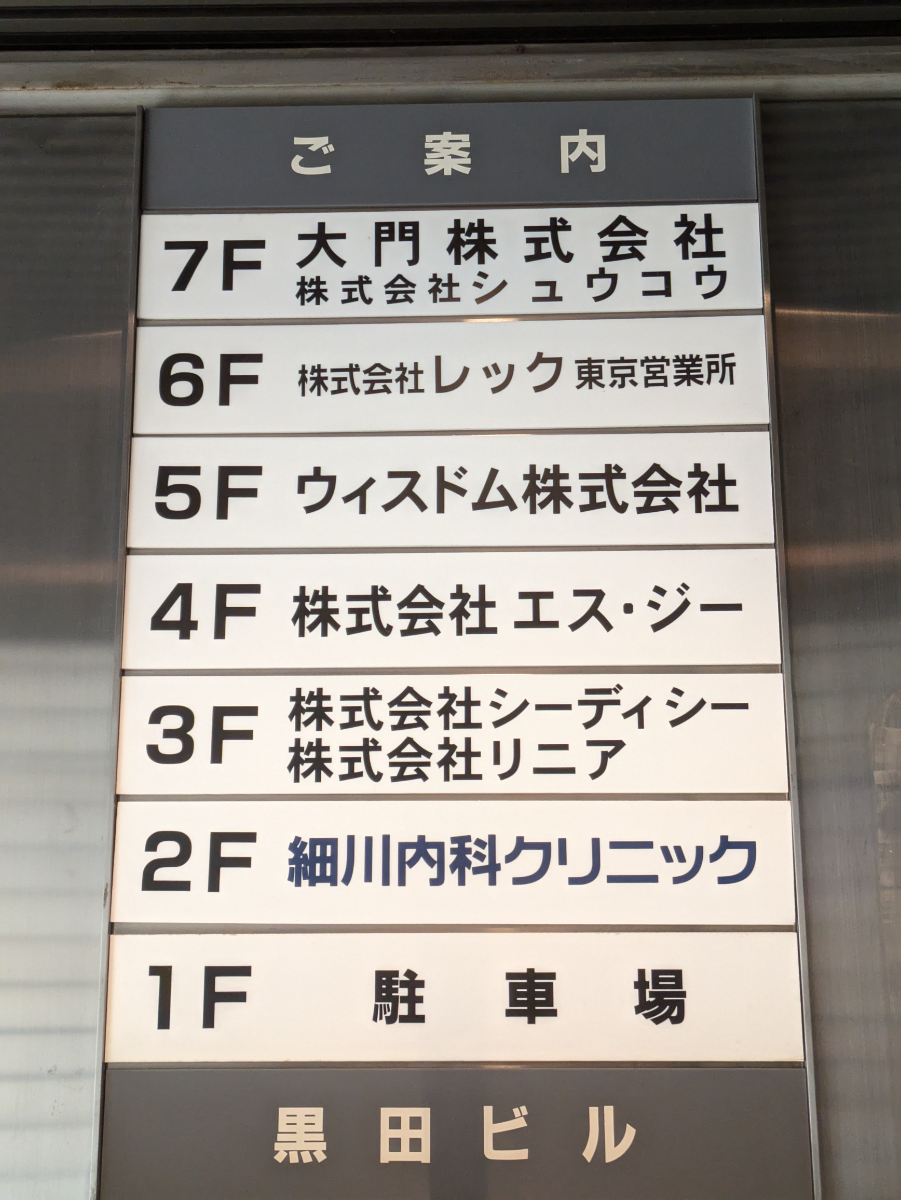 ご案内
7F 大門株式会社
株式会社シュウコウ
6F 株式会社レック 東京営業所
5F ウィスドム株式会社
4F 株式会社 エス・ジー
3F 株式会社シーディシー
株式会社リニア
2F 細川内科クリニック
1F 駐車場
黒田ビル